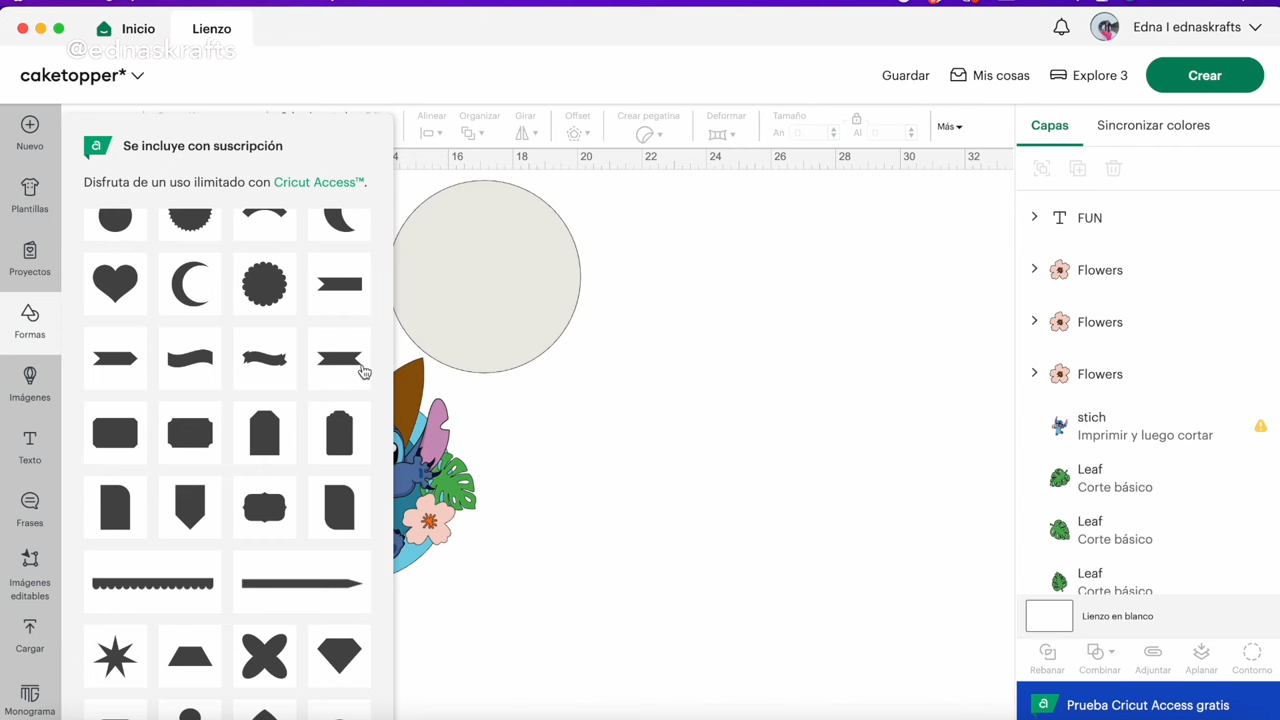 Inicio
Lienzo
Edna I ednaskrafts
@ednaskrafts
caketopper*
Guardar
Mis cosas
Explore 3
Crear
Nuevo
Plantillas
Proyectos
Formas
Imágenes
Texto
Frases
Imágenes
editables
Cargar
Monograma
Se incluye con suscripción
Disfruta de un uso ilimitado con Cricut Access™.
Alinear
Organizar
Girar
Offset
Crear pegatina
Deformar
Tamaño
An 0
Al 0
Más
4 16 18 20 22 24 26 28 30 32
Capas
Sincronizar colores
FUN
Flowers
Flowers
Flowers
stich
Imprimir y luego cortar
Leaf
Corte básico
Leaf
Corte básico
Leaf
Corte básico
Lienzo en blanco
Rebanar
Combinar
Adjuntar
Aplanar
Contorno
a Prueba Cricut Access gratis